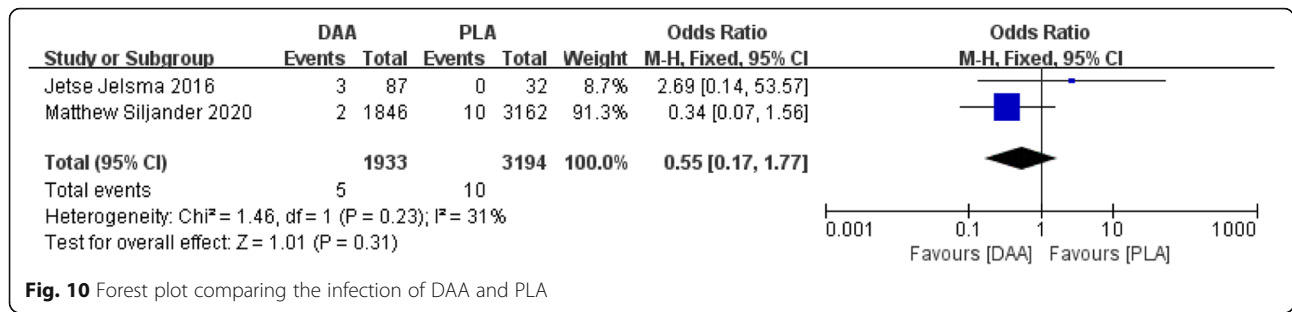 DAA PLA Odds Ratio Odds Ratio
Study or Subgroup Events Total Events Total Weight M-H, Fixed, 95% CI M-H, Fixed, 95% CI
Jetse Jelsma 2016 3 87 0 32 8.7% 2.69 [0.14, 53.57]
Matthew Siljander 2020 2 1846 10 3162 91.3% 0.34 [0.07, 1.56]
Total (95% CI) 1933 3194 100.0% 0.55 [0.17, 1.77]
Total events 5 10
Heterogeneity: Chi² = 1.46, df = 1 (P = 0.23); I² = 31%
Test for overall effect: Z = 1.01 (P = 0.31)
0.001 0.1 1 10 1000
Favours [DAA] Favours [PLA]
Fig. 10 Forest plot comparing the infection of DAA and PLA